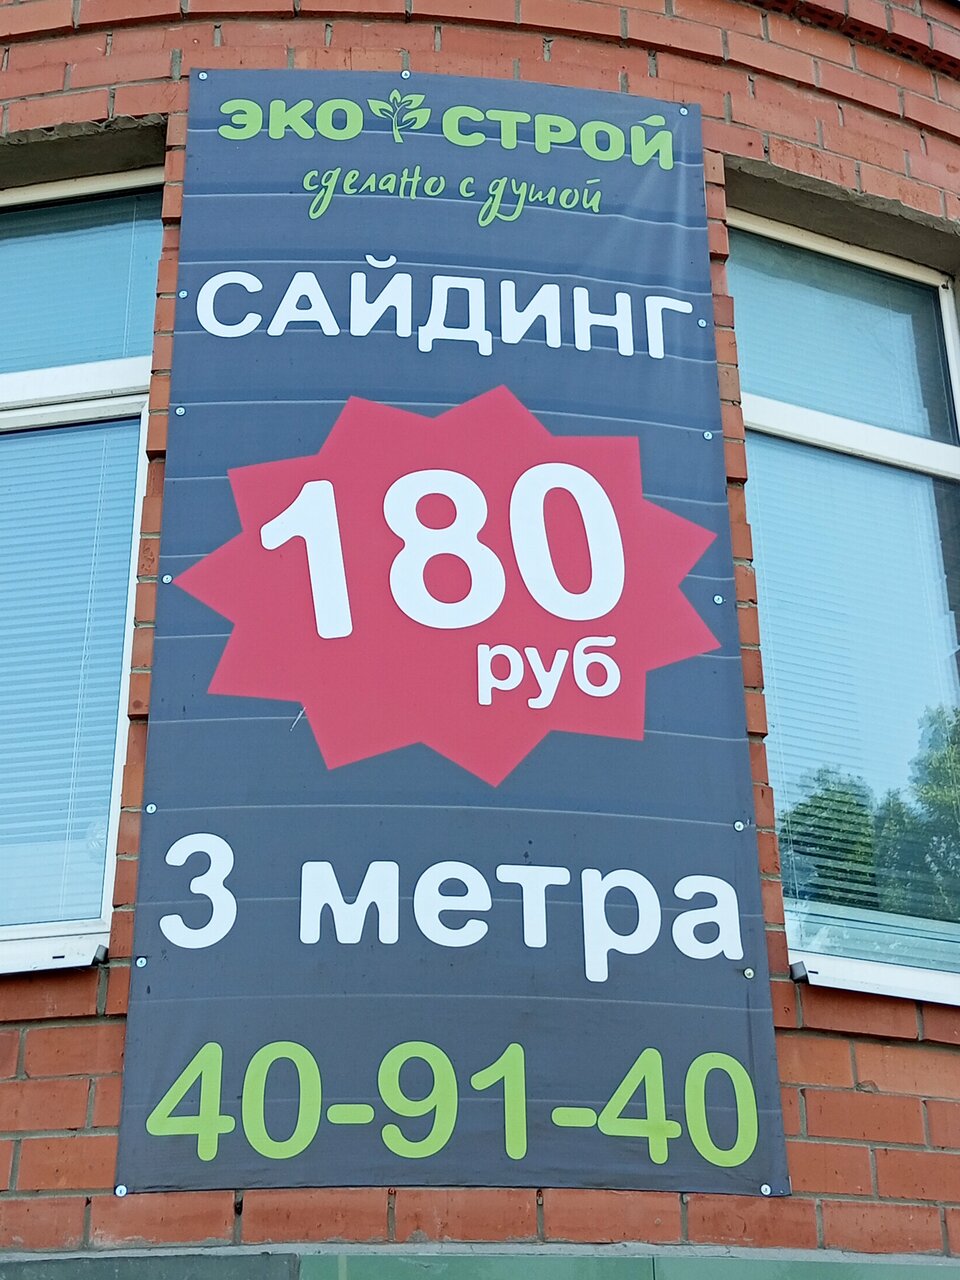 ЭКО СТРОЙ
сделано с душой
САЙДИНГ
180
руб
3 метра
40-91-40